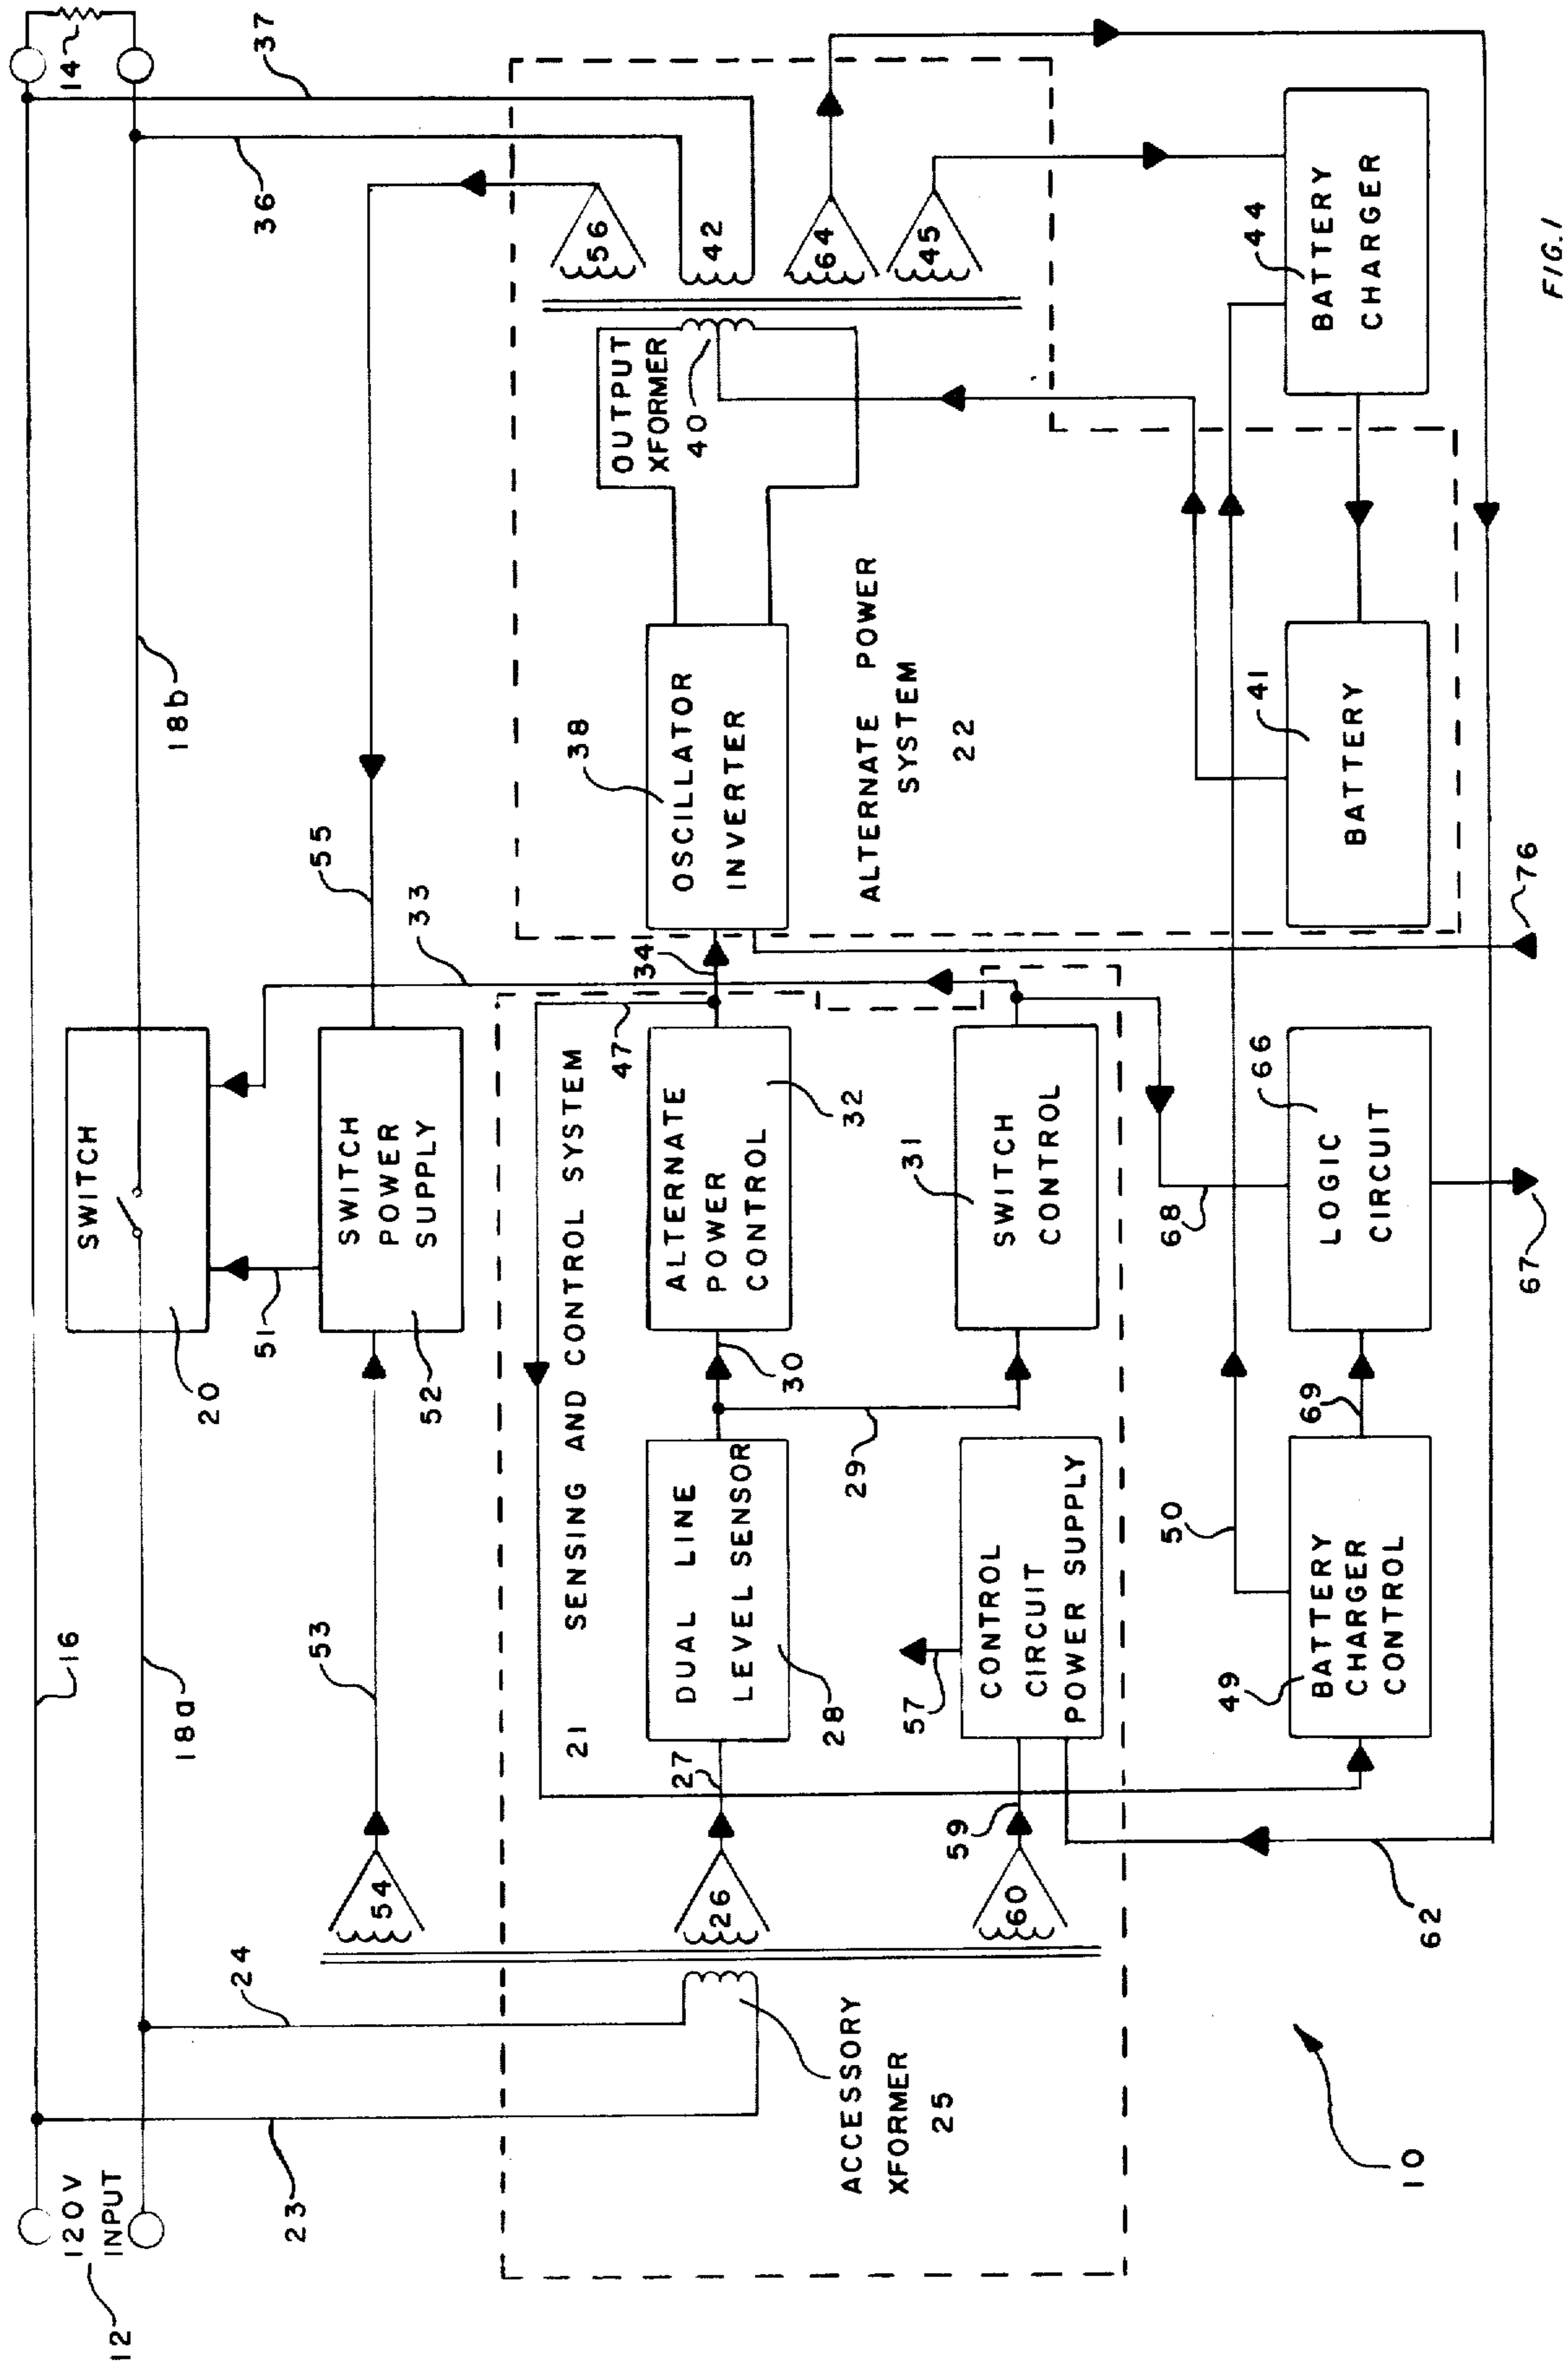 12
120V
INPUT
23
24
16
18a
53
54
20
SWITCH
51
52
SWITCH
POWER
SUPPLY
55
33
18b
36
37
14
21 SENSING AND CONTROL SYSTEM
47
ACCESSORY
XFORMER
25
26
27
DUAL LINE
LEVEL SENSOR
28
30
29
ALTERNATE
POWER
CONTROL
32
34
60
59
57
CONTROL
CIRCUIT
POWER SUPPLY
31
SWITCH
CONTROL
38
OSCILLATOR
INVERTER
OUTPUT
XFORMER
40
56
42
64
45
ALTERNATE POWER
SYSTEM
22
62
49
BATTERY
CHARGER
CONTROL
50
69
68
66
LOGIC
CIRCUIT
67
76
41
BATTERY
44
BATTERY
CHARGER
10
FIG. 1